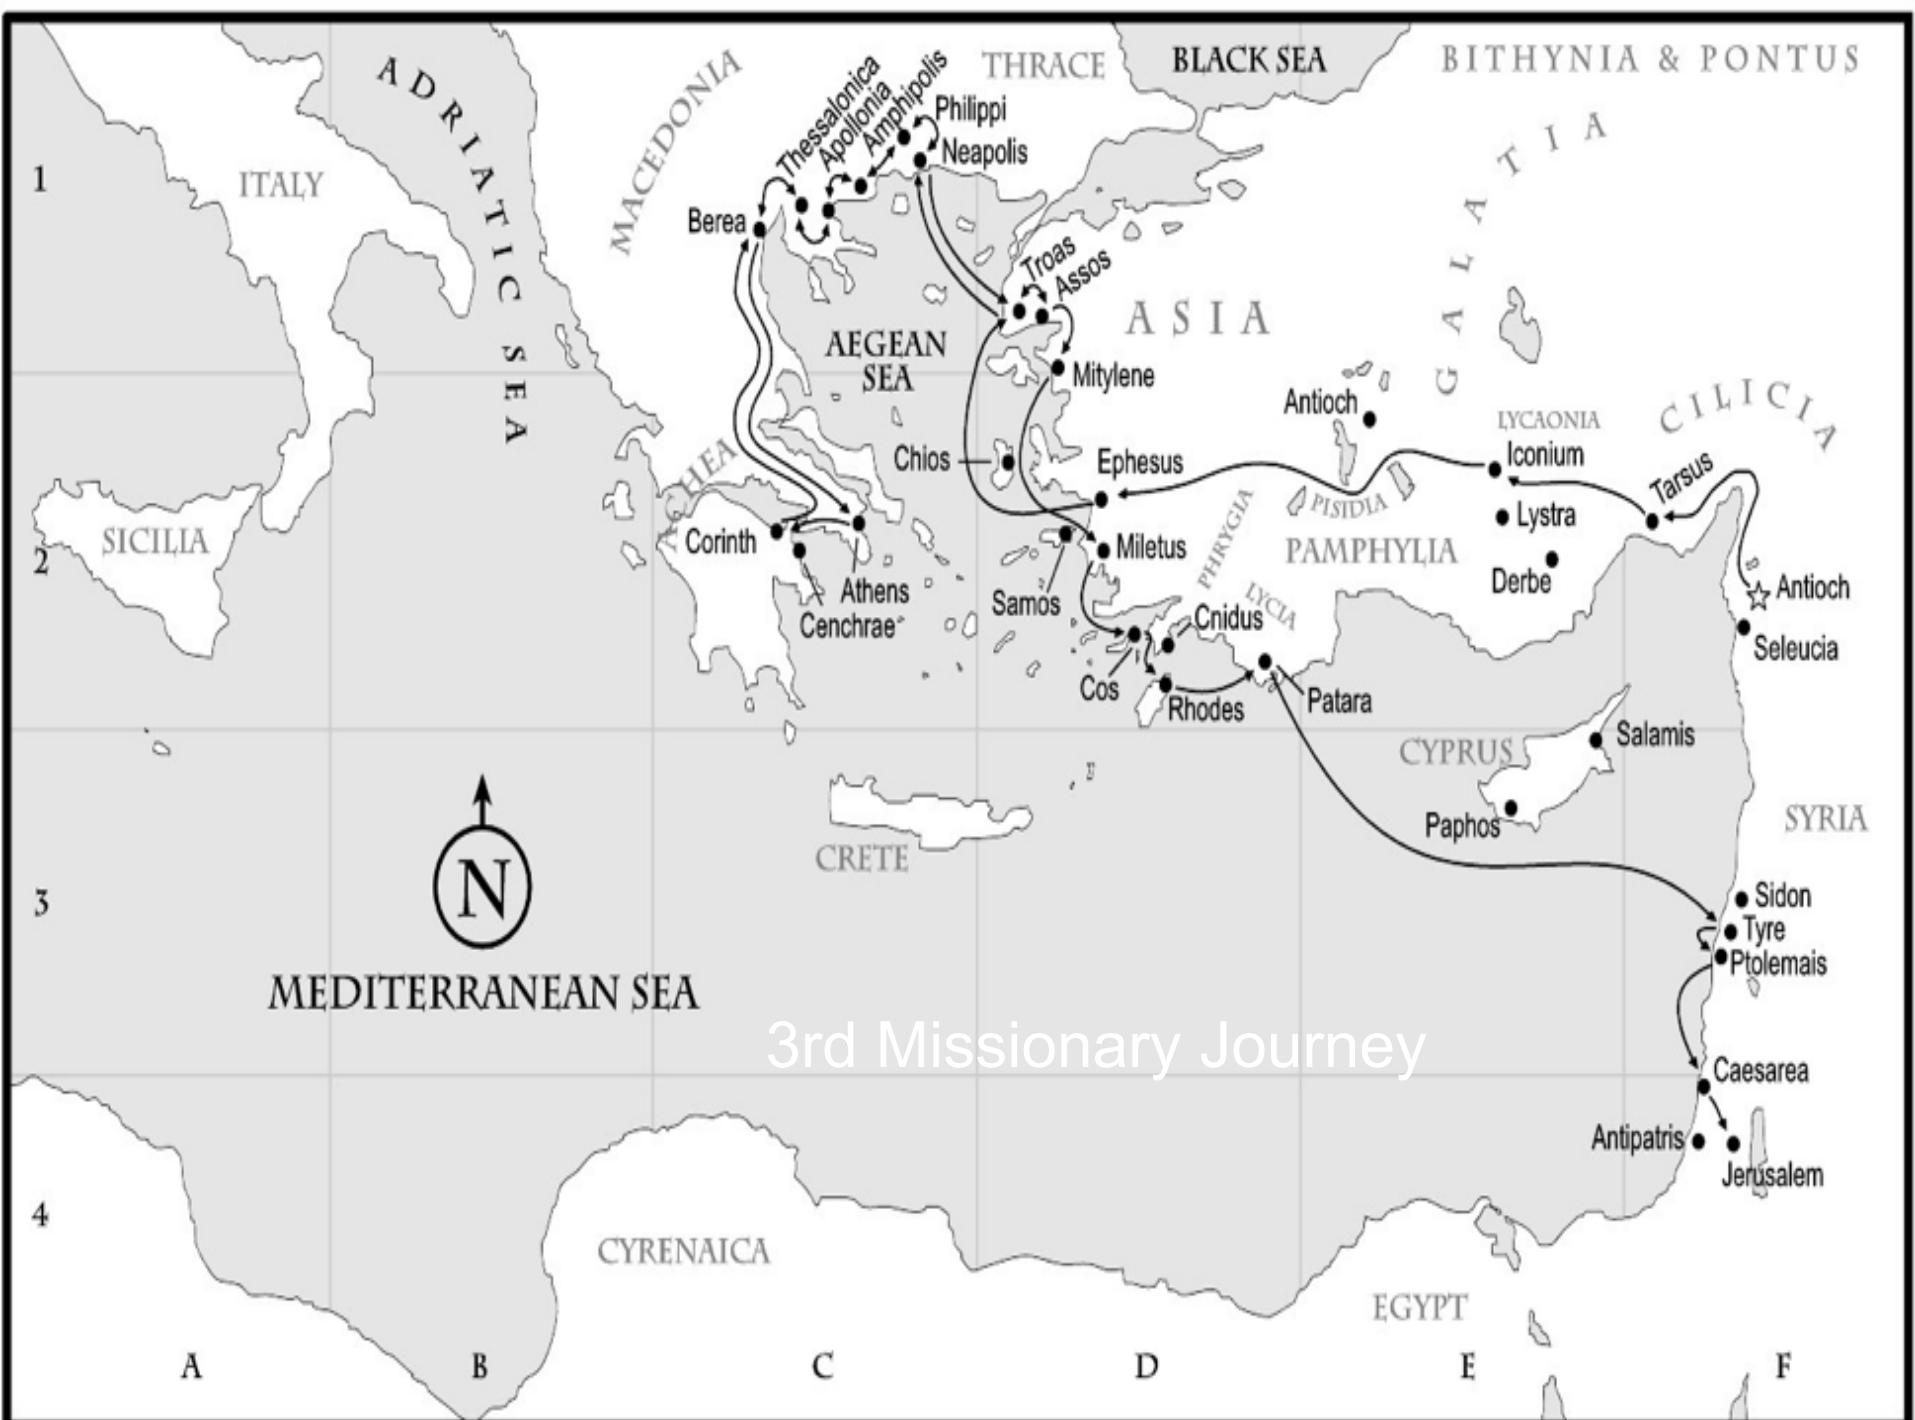 ADRIATIC SEA
MACEDONIA
THRACE
BLACK SEA
BITHYNIA & PONTUS
GALATIA
Thessalonica
Apollonia
Amphipolis
Philippi
Neapolis
1
ITALY
Berea
Troas
Assos
ASIA
AEGEAN
SEA
Mitylene
Antioch
LYCAONIA
CILICIA
ACHEA
Chios
Ephesus
Iconium
Tarsus
PHRYGIA
PISIDIA
Lystra
SICILIA
Corinth
Miletus
PAMPHYLIA
2
Derbe
Antioch
Athens
Samos
LYCIA
Cnidus
Cenchrae
Seleucia
Cos
Rhodes
Patara
Salamis
CYPRUS
SYRIA
Paphos
CRETE
N
3
Sidon
Tyre
Ptolemais
MEDITERRANEAN SEA
3rd Missionary Journey
Caesarea
Antipatris
Jerusalem
4
CYRENAICA
EGYPT
A
B
C
D
E
F